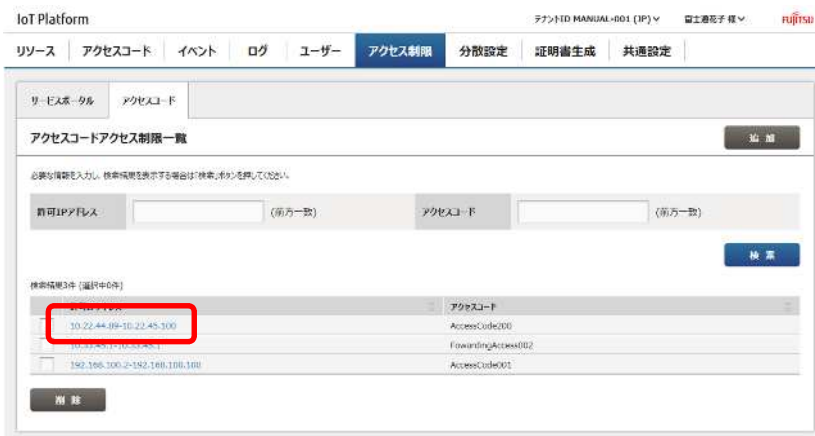 IoT Platform
テナントID MANUAL-001 (JP) 富士通花子 様 FUJITSU
リソース アクセスコード イベント ログ ユーザー アクセス制限 分散設定 証明書生成 共通設定
サービスポータル アクセスコード
アクセスコードアクセス制限一覧 追 加
必要な情報を入力し、検索結果を表示する場合は「検索」ボタンを押してください。
許可IPアドレス (前方一致) アクセスコード (前方一致)
検 索
検索結果3件 (選択中0件)
アクセスコード
10.22.44.89-10.22.45.100 AccessCode200
FowardingAccess002
192.168.100.2-192.168.100.100 AccessCode001
削 除